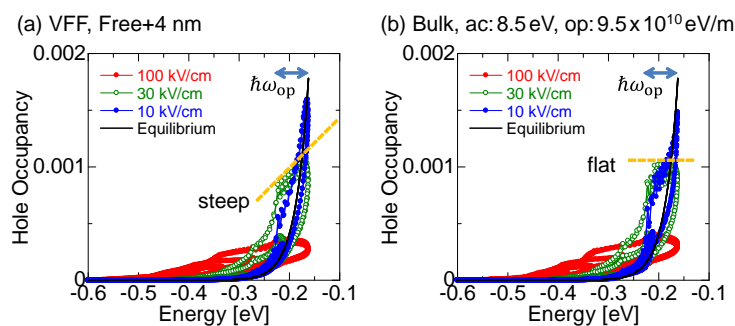 (a) VFF, Free+4 nm
ħω_op
100 kV/cm
30 kV/cm
10 kV/cm
Equilibrium
steep
Hole Occupancy
0.002
0.001
0
-0.6 -0.5 -0.4 -0.3 -0.2 -0.1
Energy [eV]
(b) Bulk, ac: 8.5 eV, op: 9.5 x 10^10 eV/m
ħω_op
100 kV/cm
30 kV/cm
10 kV/cm
Equilibrium
flat
Hole Occupancy
0.002
0.001
0
-0.6 -0.5 -0.4 -0.3 -0.2 -0.1
Energy [eV]